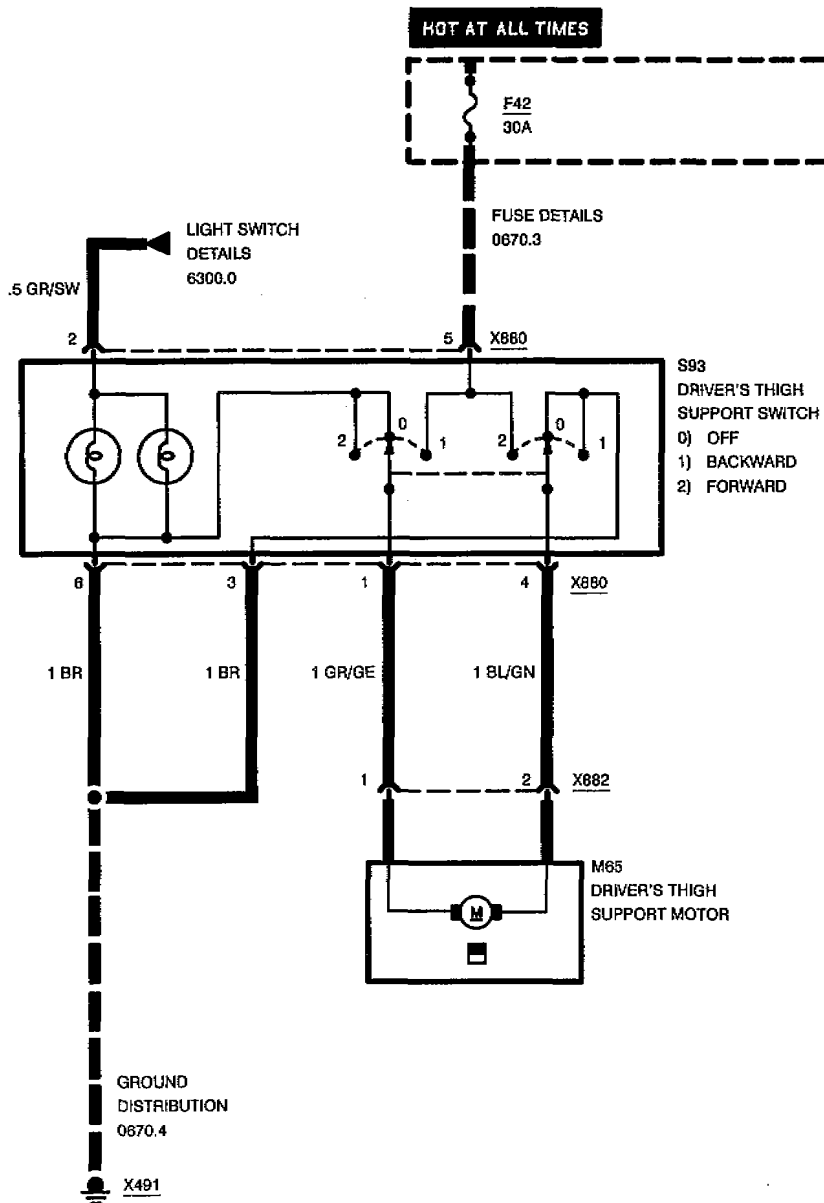 HOT AT ALL TIMES
F42
30A
FUSE DETAILS
0670.3
LIGHT SWITCH
DETAILS
6300.0
.5 GR/SW
2
5
X880
S93
DRIVER'S THIGH
SUPPORT SWITCH
0) OFF
1) BACKWARD
2) FORWARD
2
0
1
2
0
1
6
3
1
4
X880
1 BR
1 BR
1 GR/GE
1 BL/GN
1
2
X882
M65
DRIVER'S THIGH
SUPPORT MOTOR
M
GROUND
DISTRIBUTION
0670.4
X491